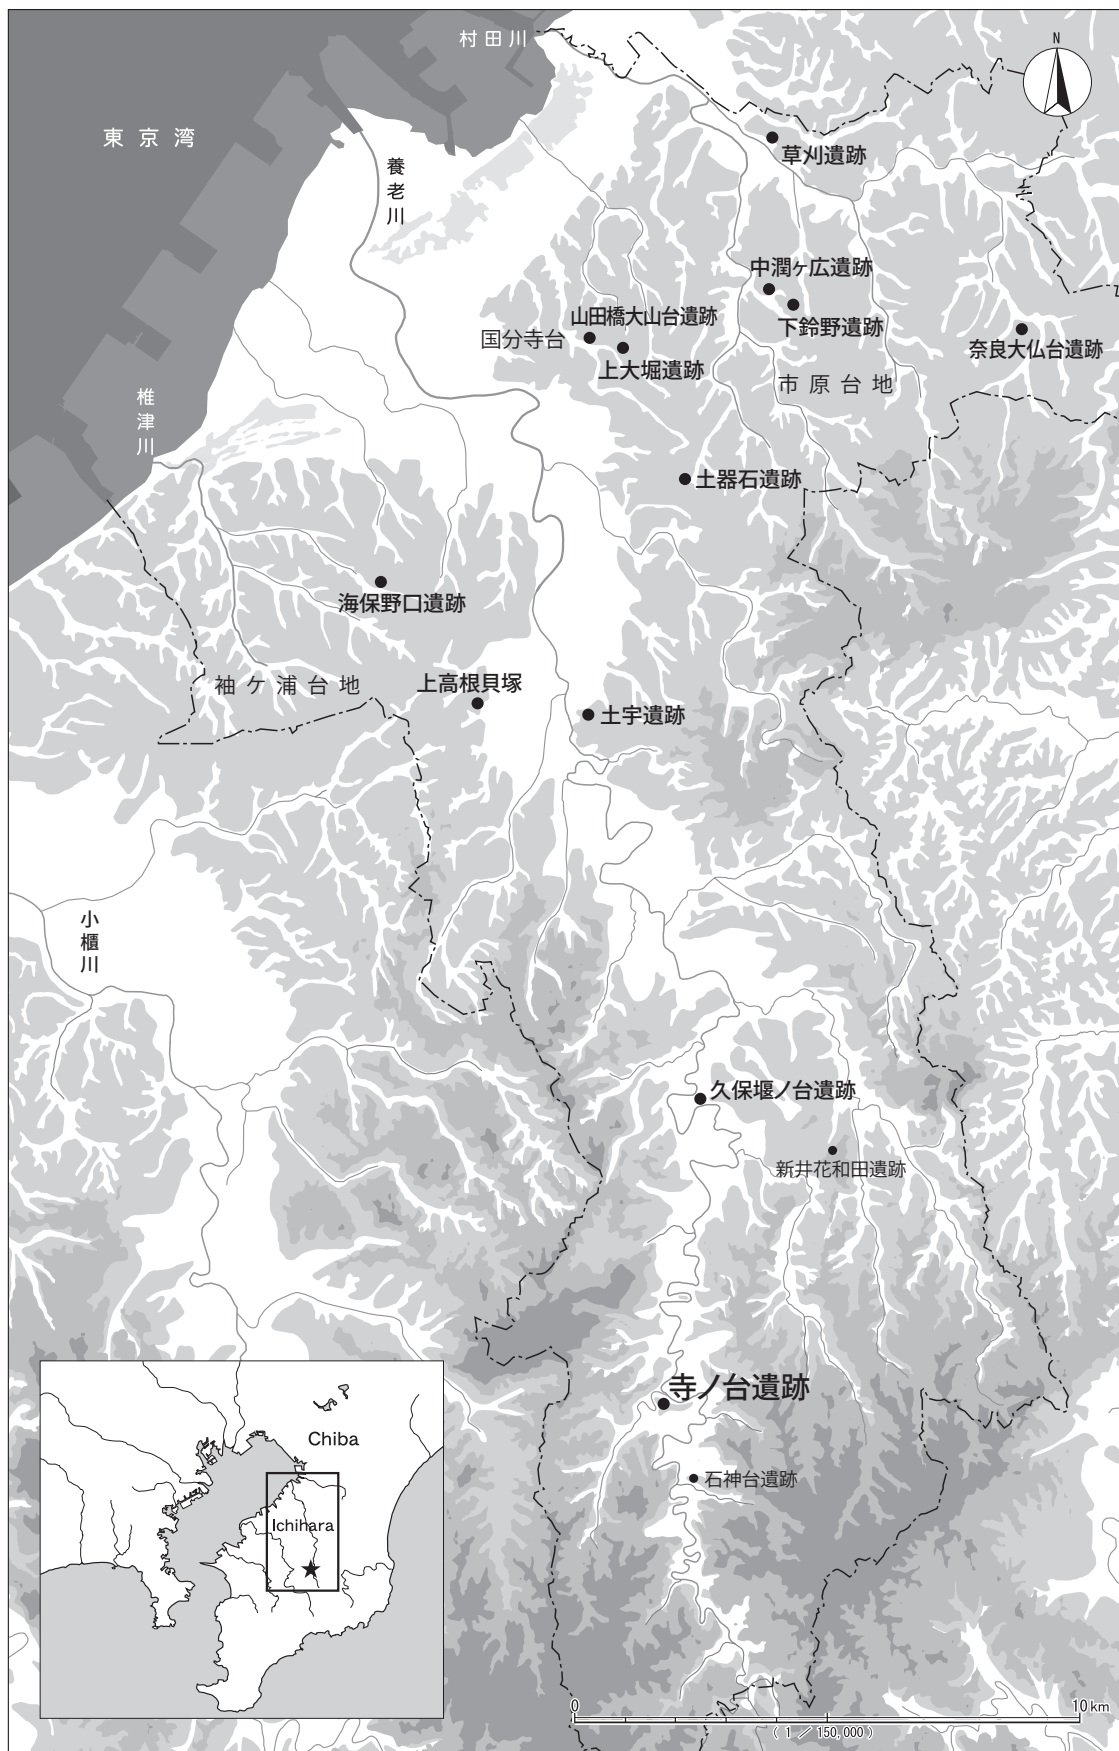 村田川
N
東京湾
草刈遺跡
養老川
中潤ヶ広遺跡
山田橋大山台遺跡
下鈴野遺跡
国分寺台
奈良大仏台遺跡
上大堀遺跡
市原台地
椎津川
土器石遺跡
海保野口遺跡
袖ケ浦台地
上高根貝塚
土宇遺跡
小櫃川
久保堰ノ台遺跡
新井花和田遺跡
寺ノ台遺跡
石神台遺跡
Chiba
Ichihara
0
10km
(1/150,000)